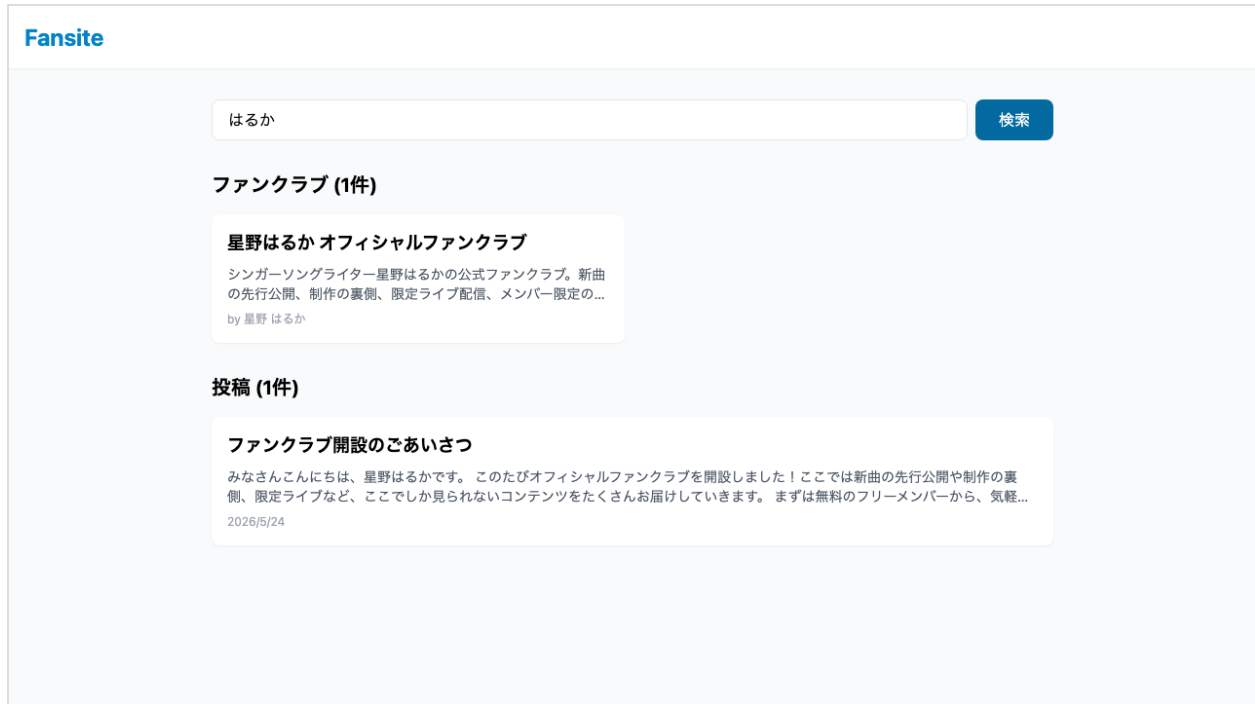 Fansite
はるか
検索
ファンクラブ (1件)
星野はるか オフィシャルファンクラブ
シンガーソングライター星野はるかの公式ファンクラブ。新曲
の先行公開、制作の裏側、限定ライブ配信、メンバー限定の...
by 星野 はるか
投稿 (1件)
ファンクラブ開設のごあいさつ
みなさんこんにちは、星野はるかです。 このたびオフィシャルファンクラブを開設しました！ここでは新曲の先行公開や制作の裏
側、限定ライブなど、ここでしか見られないコンテンツをたくさんお届けしていきます。 まずは無料のフリーメンバーから、気軽...
2026/5/24